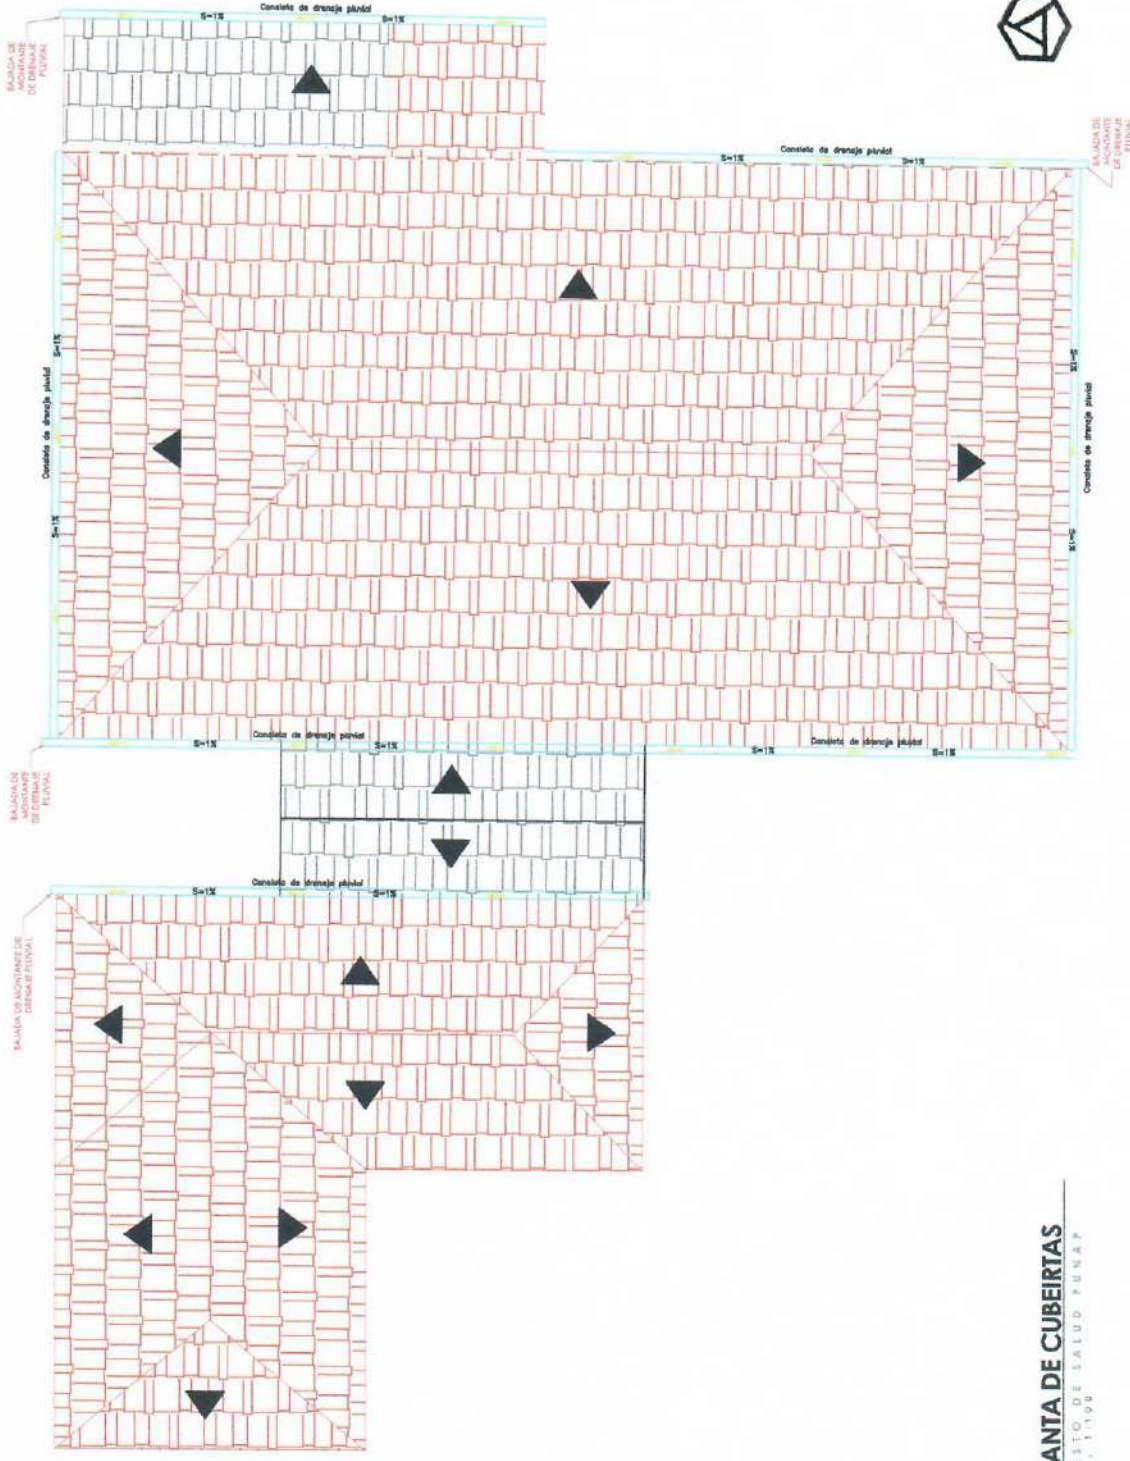 Canaleta de drenaje pluvial
S=1%
S=1%
BAJADA DE
MONTANTE
DE DRENAJE
PLUVIAL
BAJADA DE
MONTANTE
DE DRENAJE
PLUVIAL
Canaleta de drenaje pluvial
S=1%
S=1%
Canaleta de drenaje pluvial
S=1%
S=1%
Canaleta de drenaje pluvial
S=1%
S=1%
Canaleta de drenaje pluvial
S=1%
S=1%
Canaleta de drenaje pluvial
S=1%
S=1%
BAJADA DE
MONTANTE
DE DRENAJE
PLUVIAL
Canaleta de drenaje pluvial
S=1%
S=1%
BAJADA DE MONTANTE DE
DRENAJE PLUVIAL
ANTA DE CUBEIRTAS
STO DE SALUD PUNAP
1:100